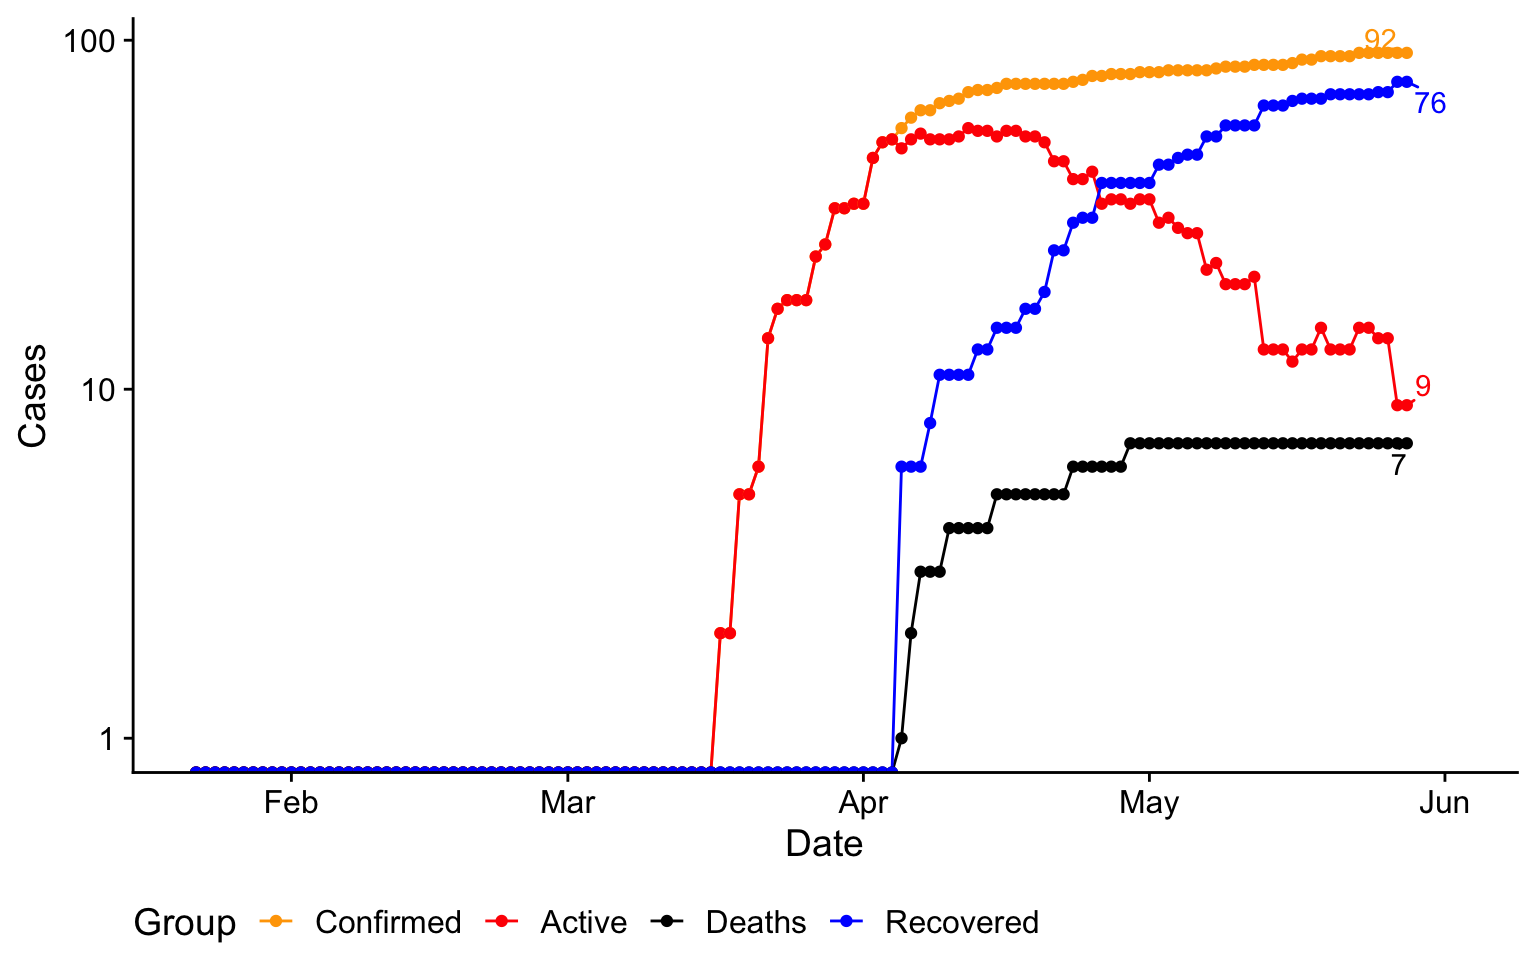 100
92
76
10
9
7
1
Cases
Feb Mar Apr May Jun
Date
Group Confirmed Active Deaths Recovered